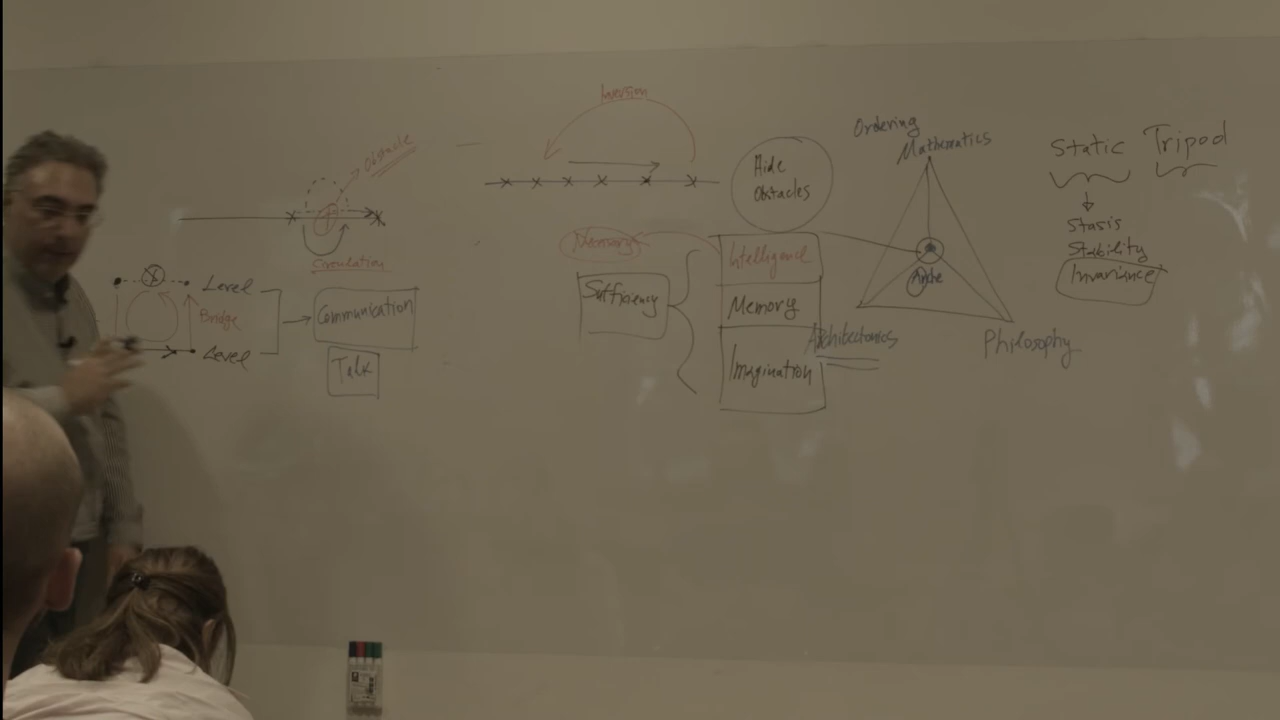 Obstacle
Circulation
Level
Bridge
Level
Communication
Talk
Inversion
Hide
Obstacles
Necessary
Sufficiency
Intelligence
Memory
Imagination
Ordering
Mathematics
Arche
Architectonics
Philosophy
Static Tripod
Stasis
Stability
Invariance